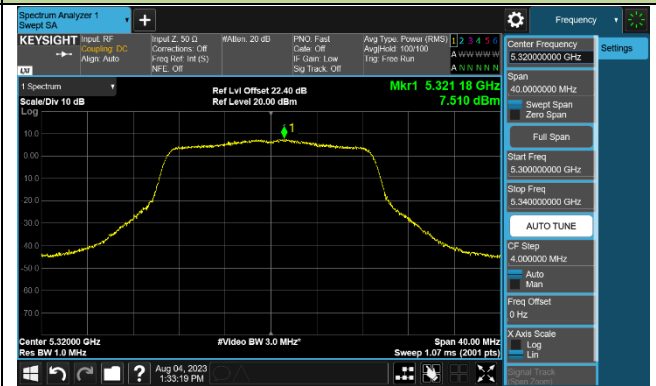 Spectrum Analyzer 1
Swept SA
Frequency
KEYSIGHT
Input: RF
Coupling: DC
Align: Auto
Input Z: 50 Ω
Corrections: Off
Freq Ref: Int (S)
NFE: Off
#Atten: 20 dB
PNO: Fast
Gate: Off
IF Gain: Low
Sig Track: Off
Avg Type: Power (RMS)
Avg|Hold: 100/100
Trig: Free Run
1 2 3 4 5 6
A W W W W W
A N N N N N
LXI
1 Spectrum
Scale/Div 10 dB
Ref Lvl Offset 22.40 dB
Ref Level 20.00 dBm
Mkr1 5.321 18 GHz
7.510 dBm
Log
1
10.0
0.00
10.0
20.0
30.0
40.0
50.0
60.0
70.0
Center 5.32000 GHz
Res BW 1.0 MHz
#Video BW 3.0 MHz*
Span 40.00 MHz
Sweep 1.07 ms (2001 pts)
Aug 04, 2023
1:33:19 PM
?
Center Frequency
5.320000000 GHz
Span
40.0000000 MHz
Swept Span
Zero Span
Full Span
Start Freq
5.300000000 GHz
Stop Freq
5.340000000 GHz
AUTO TUNE
CF Step
4.000000 MHz
Auto
Man
Freq Offset
0 Hz
X Axis Scale
Log
Lin
Signal Track
(Span Zoom)
Settings